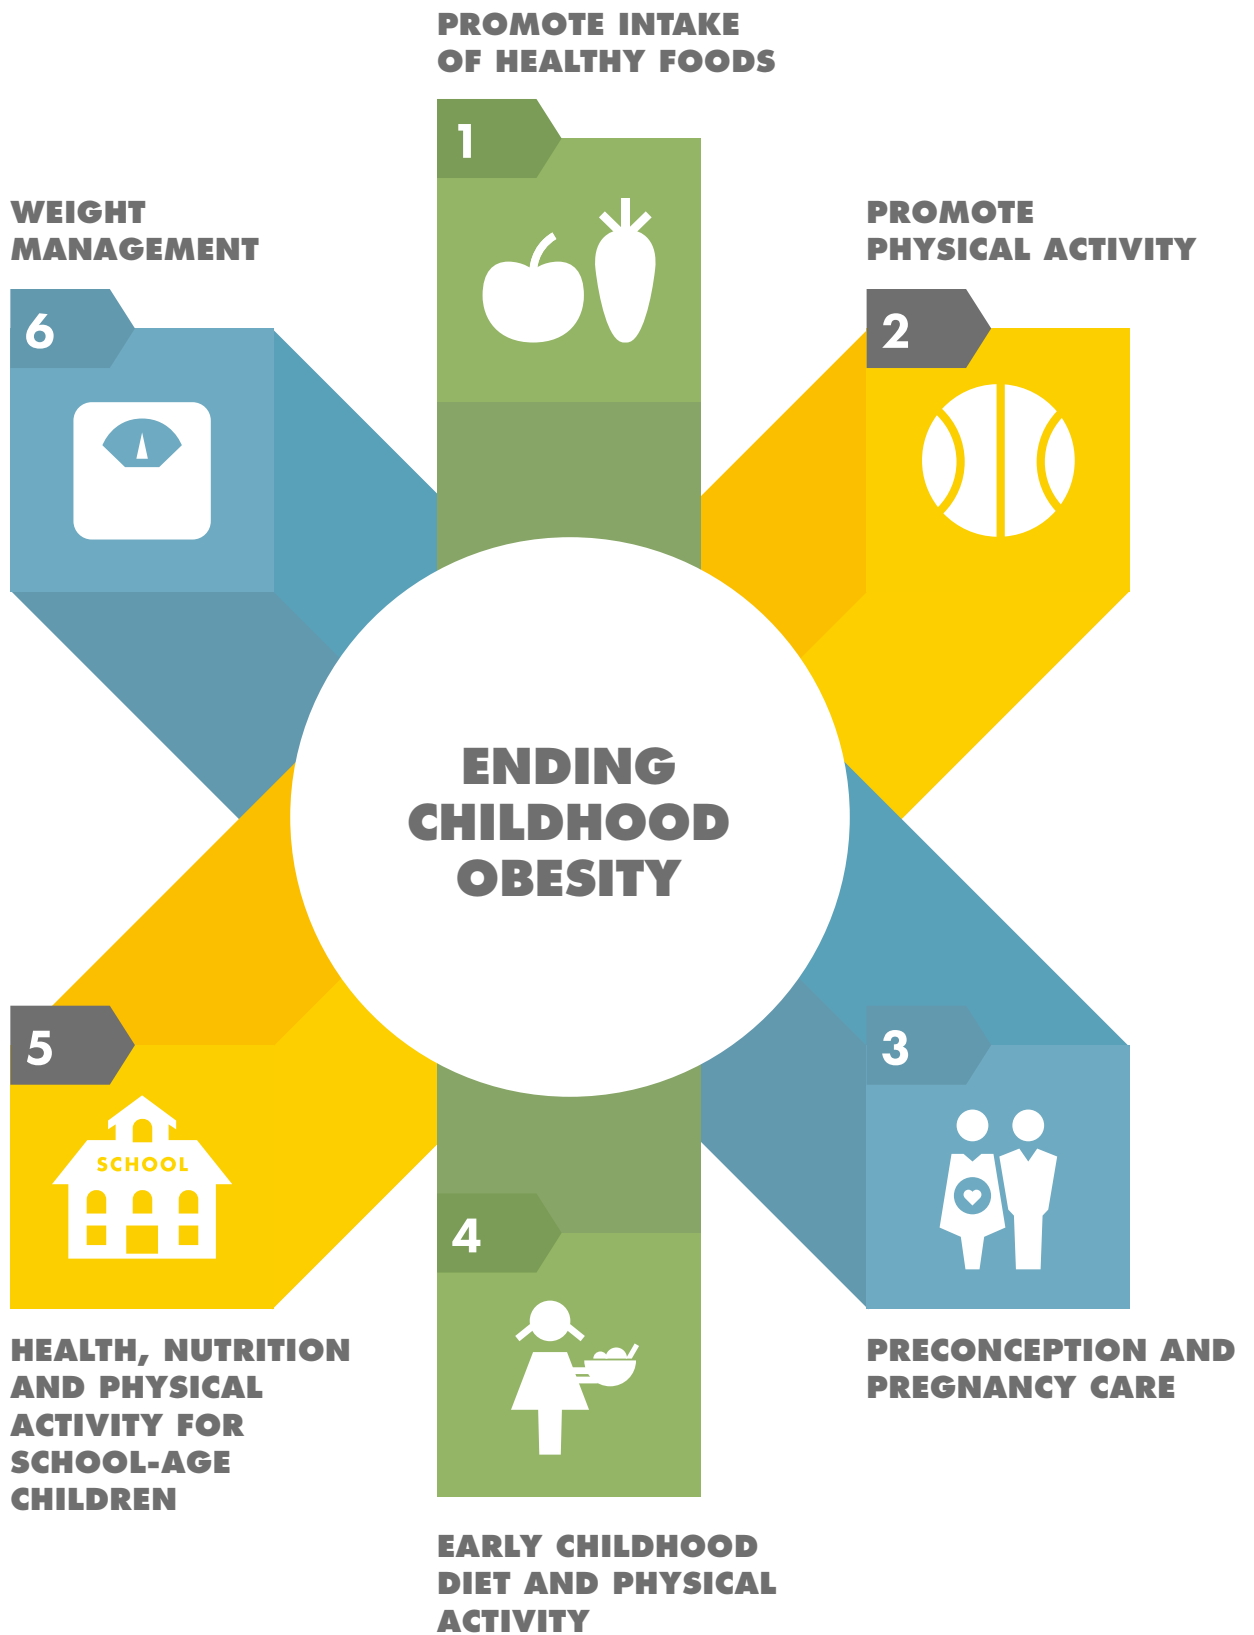 PROMOTE INTAKE
OF HEALTHY FOODS
1
WEIGHT
MANAGEMENT
6
PROMOTE
PHYSICAL ACTIVITY
2
ENDING
CHILDHOOD
OBESITY
5
SCHOOL
HEALTH, NUTRITION
AND PHYSICAL
ACTIVITY FOR
SCHOOL-AGE
CHILDREN
3
PRECONCEPTION AND
PREGNANCY CARE
4
EARLY CHILDHOOD
DIET AND PHYSICAL
ACTIVITY